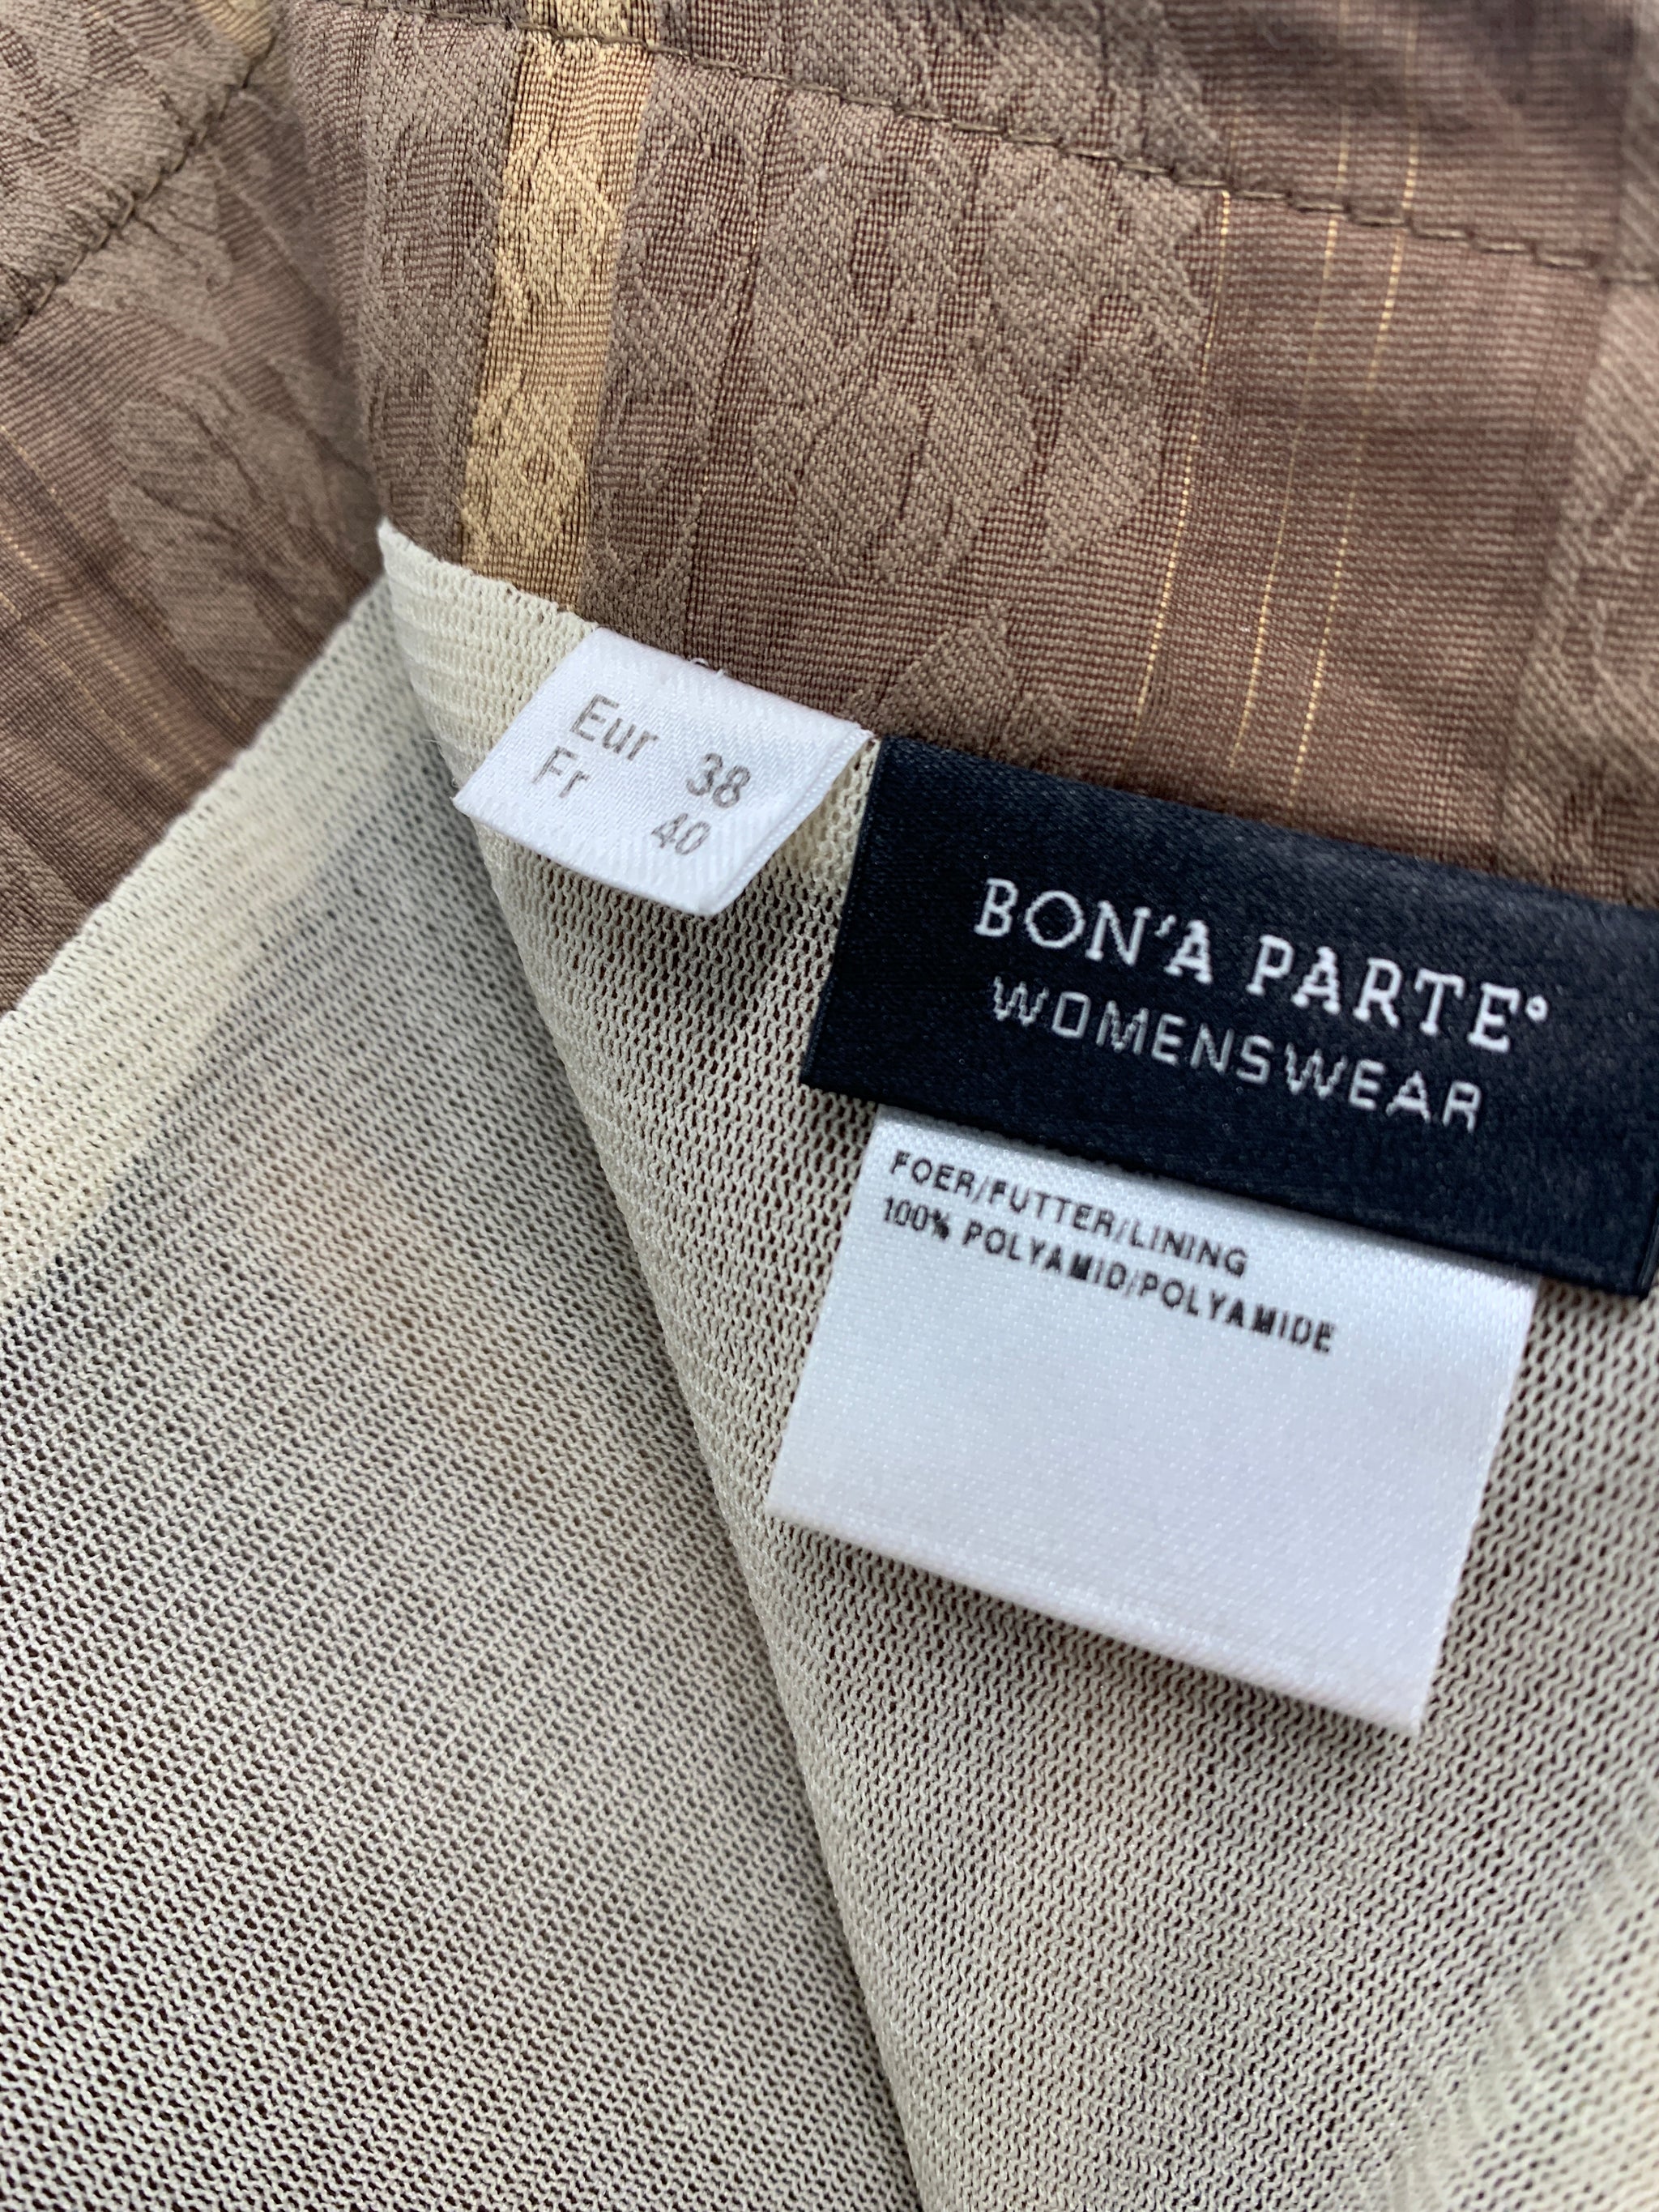 Eur 38
Fr 40
BON'A PARTE°
WOMENSWEAR
FOER/FUTTER/LINING
100% POLYAMID/POLYAMIDE